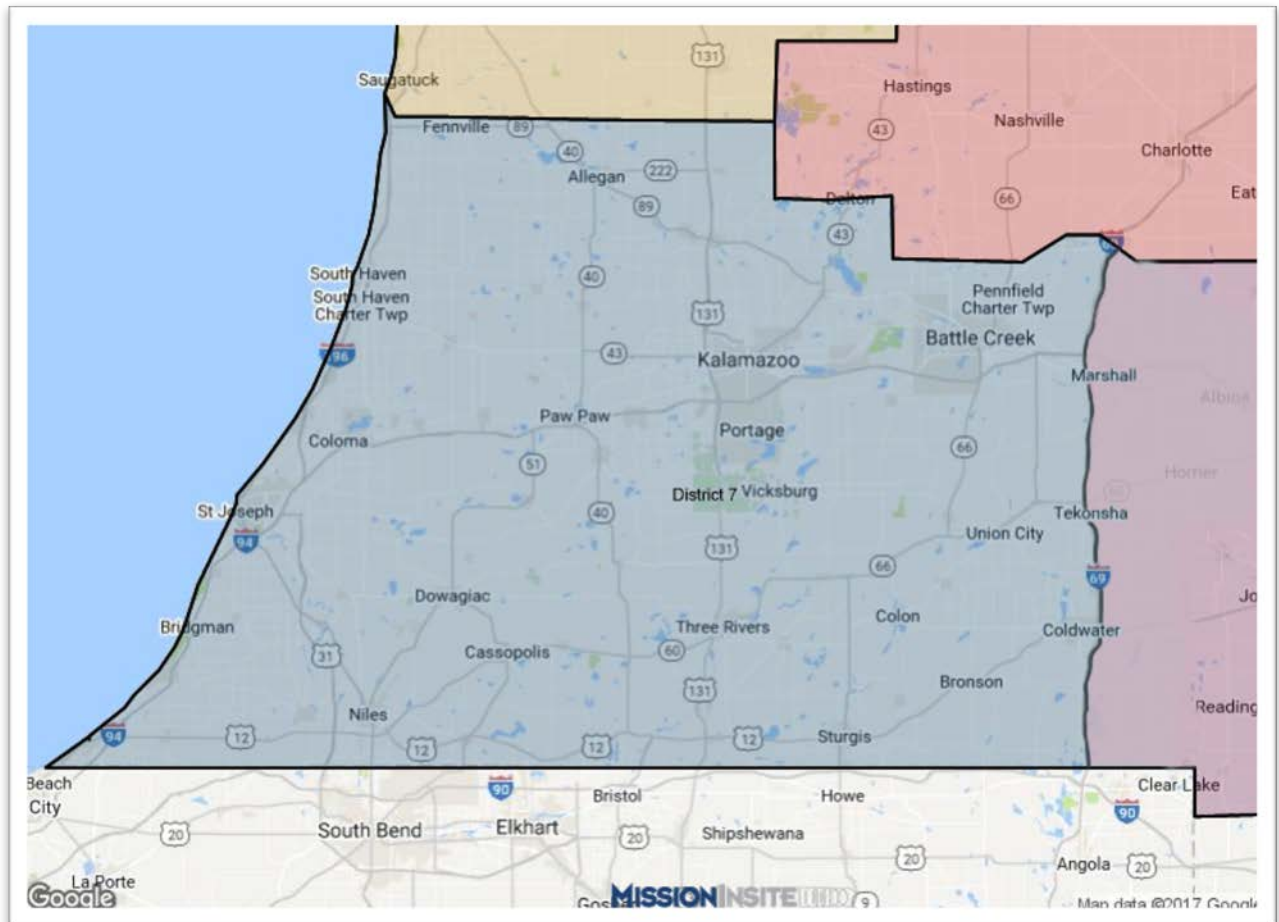 131
Saugatuck
Hastings
Nashville
Fennville
89
43
40
Charlotte
222
Allegan
66
Eat
89
Delton
43
South Haven
40
South Haven
Charter Twp
Pennfield
Charter Twp
131
Battle Creek
96
43
Kalamazoo
Marshall
Albion
Paw Paw
Portage
Coloma
66
51
Homer
District 7
Vicksburg
St Joseph
40
Tekonsha
94
131
Union City
66
69
Dowagiac
Jo
Colon
Bridgman
Three Rivers
Coldwater
31
Cassopolis
60
131
Bronson
Reading
Niles
94
12
12
12
12
Sturgis
Beach
City
90
Bristol
Howe
Clear Lake
90
20
South Bend
Elkhart
20
Shipshewana
20
Angola
20
La Porte
Google
MISSIONINSITE
9
Map data ©2017 Google